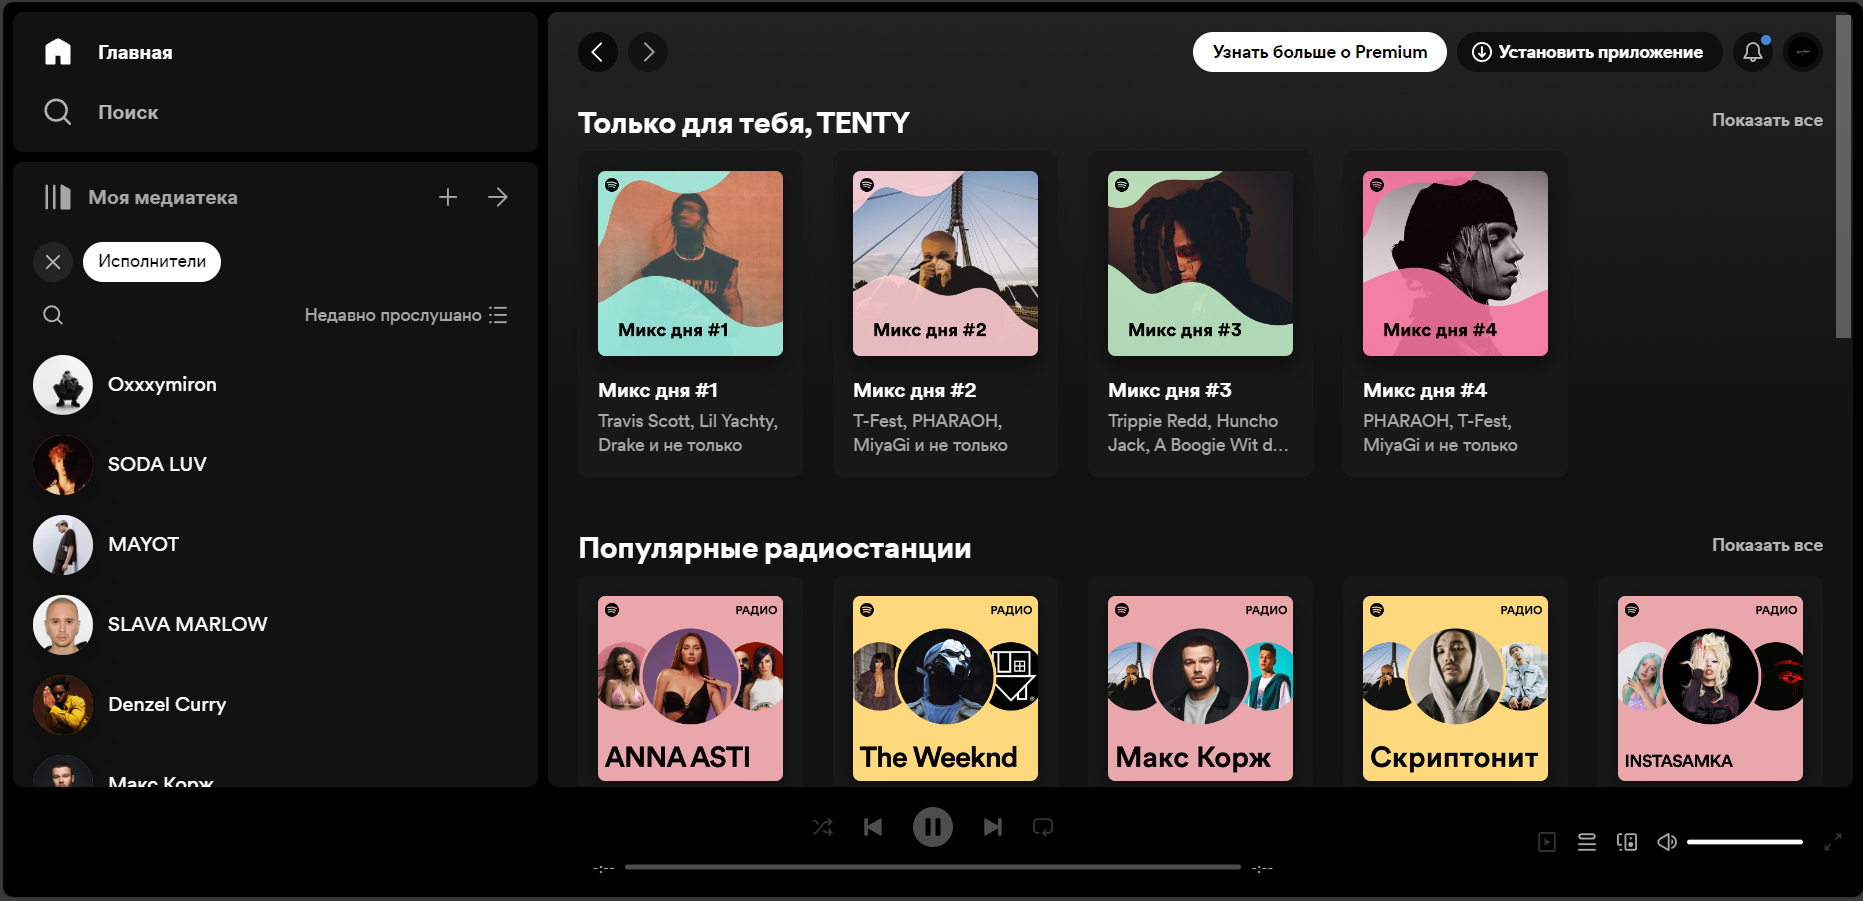 Главная
Поиск
Моя медиатека
Исполнители
Недавно прослушано
Oxxxymiron
SODA LUV
MAYOT
SLAVA MARLOW
Denzel Curry
Макс Корж
Узнать больше о Premium
Установить приложение
Только для тебя, TENTY
Показать все
Микс дня #1
Микс дня #2
Микс дня #3
Микс дня #4
Микс дня #1
Travis Scott, Lil Yachty,
Drake и не только
Микс дня #2
T-Fest, PHARAOH,
MiyaGi и не только
Микс дня #3
Trippie Redd, Huncho
Jack, A Boogie Wit d...
Микс дня #4
PHARAOH, T-Fest,
MiyaGi и не только
Популярные радиостанции
Показать все
РАДИО
ANNA ASTI
РАДИО
The Weeknd
РАДИО
Макс Корж
РАДИО
Скриптонит
РАДИО
INSTASAMKA
-:--
-:--